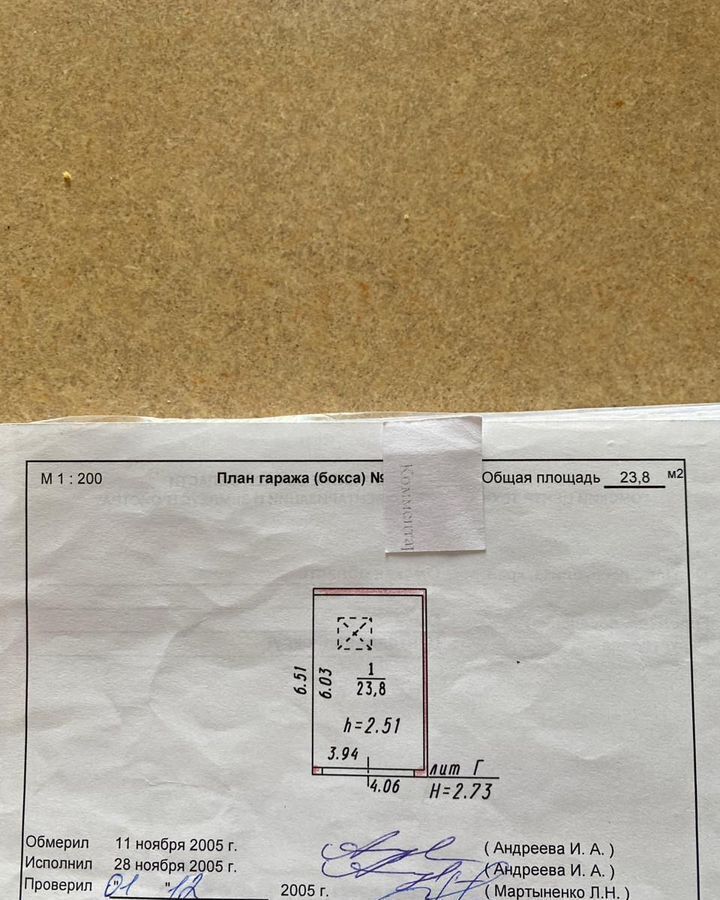 М 1 : 200 План гаража (бокса) № Общая площадь 23,8 м2
Коммента
1
23,8
6.51
6.03
h=2.51
3.94
4.06
лит Г
Н=2.73
Обмерил 11 ноября 2005 г. ( Андреева И. А. )
Исполнил 28 ноября 2005 г. ( Андреева И. А. )
Проверил "01 "12 2005 г. ( Мартыненко Л.Н. )